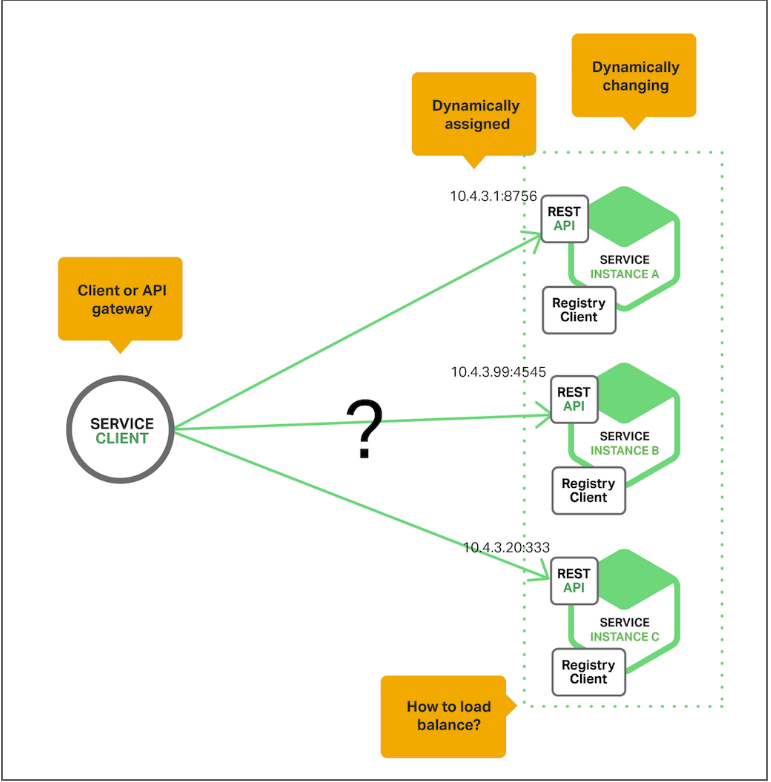 Dynamically
changing
Dynamically
assigned
10.4.3.1:8756
REST
API
SERVICE
INSTANCE A
Registry
Client
Client or API
gateway
10.4.3.99:4545
REST
API
SERVICE
CLIENT
?
SERVICE
INSTANCE B
Registry
Client
10.4.3.20:333
REST
API
SERVICE
INSTANCE C
Registry
Client
How to load
balance?